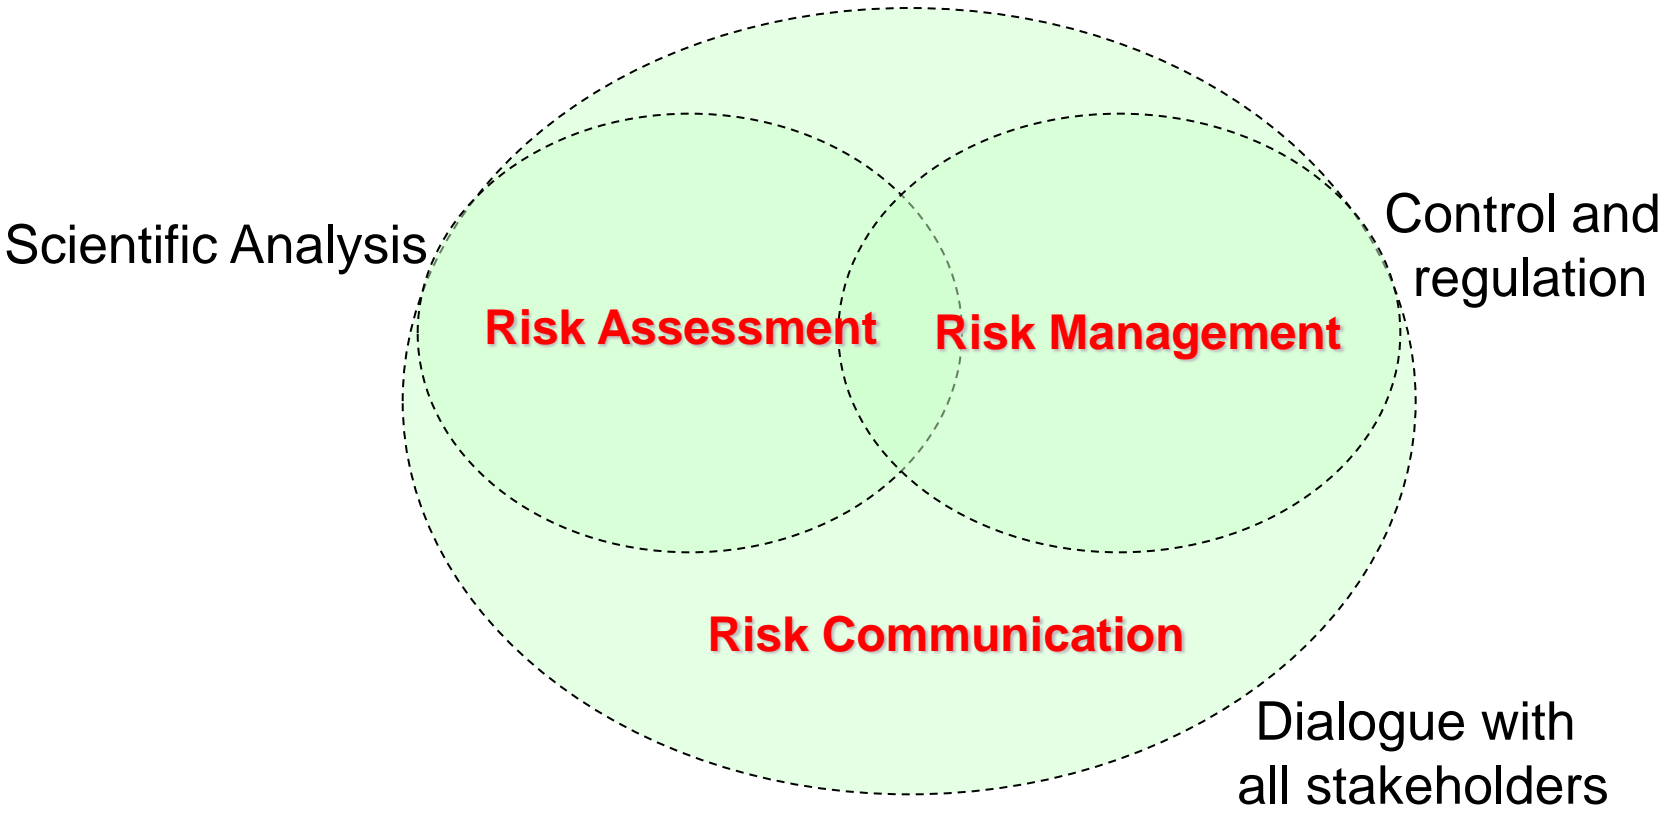 Scientific Analysis
Control and
regulation
Risk Assessment
Risk Management
Risk Communication
Dialogue with
all stakeholders